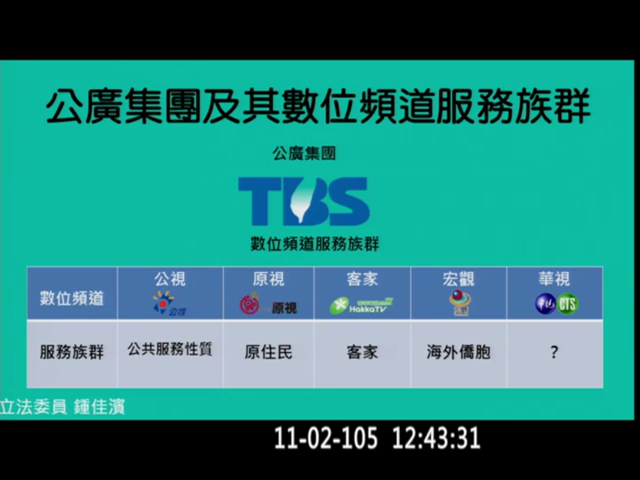 公廣集團及其數位頻道服務族群
公廣集團
TBS
數位頻道服務族群
數位頻道 公視 原視 客家 宏觀 華視
公視 原視 HakkaTV CTS
服務族群 公共服務性質 原住民 客家 海外僑胞 ?
立法委員 鍾佳濱
11-02-105 12:43:31